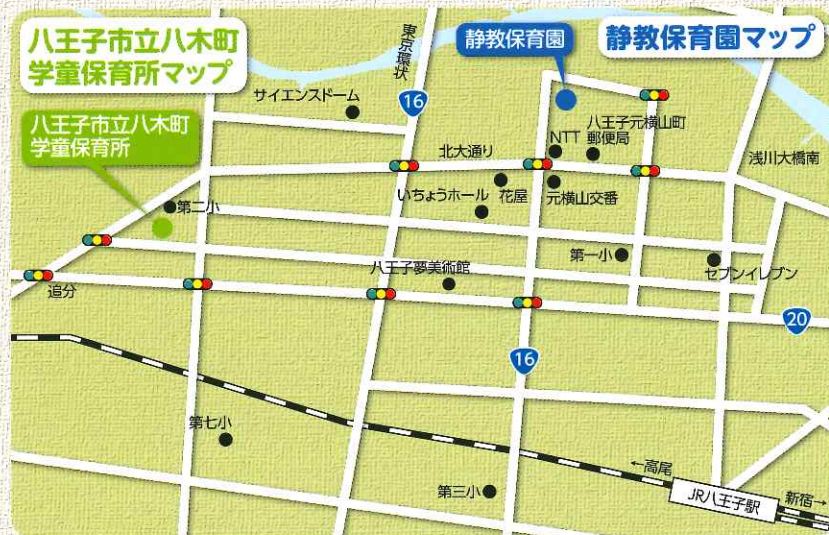 八王子市立八木町
学童保育所マップ
東京環状
16
静教保育園
静教保育園マップ
八王子市立八木町
学童保育所
サイエンスドーム
北大通り
NTT
八王子元横山町
郵便局
浅川大橋南
第二小
いちょうホール
花屋
元横山交番
第一小
セブンイレブン
追分
八王子夢美術館
20
16
第七小
第三小
←高尾
JR八王子駅
新宿→